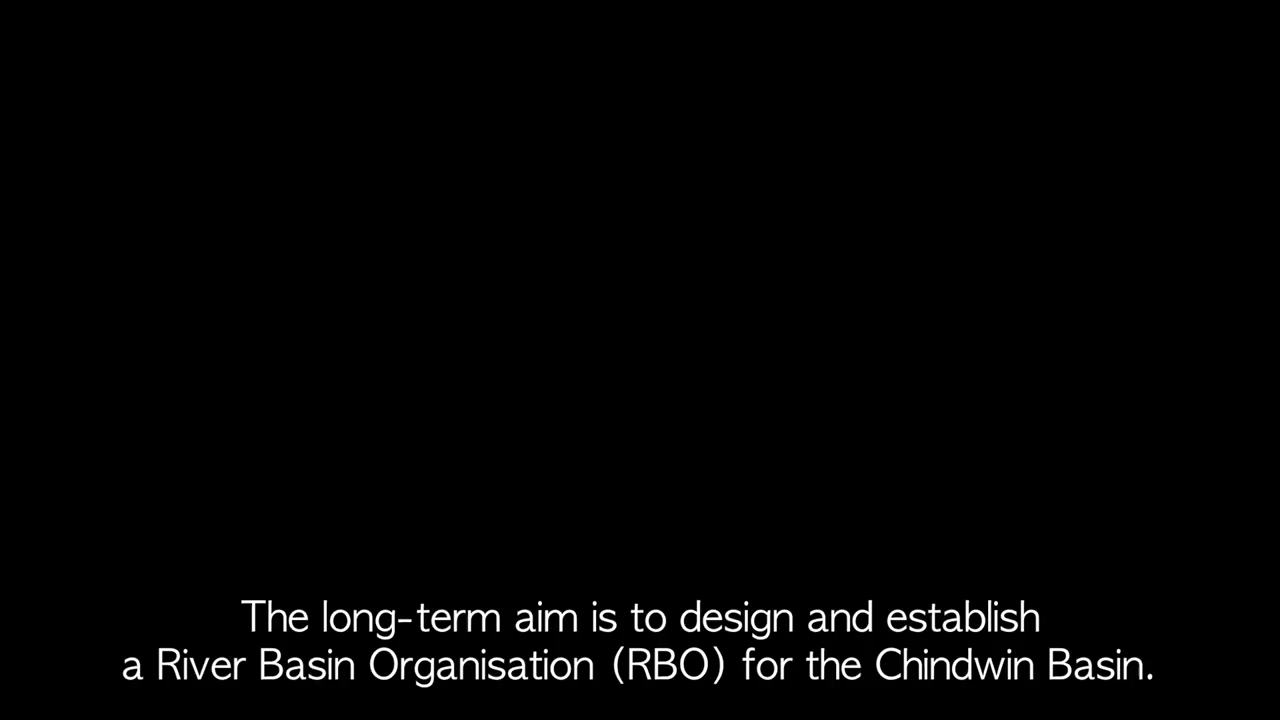 The long-term aim is to design and establish
a River Basin Organisation (RBO) for the Chindwin Basin.